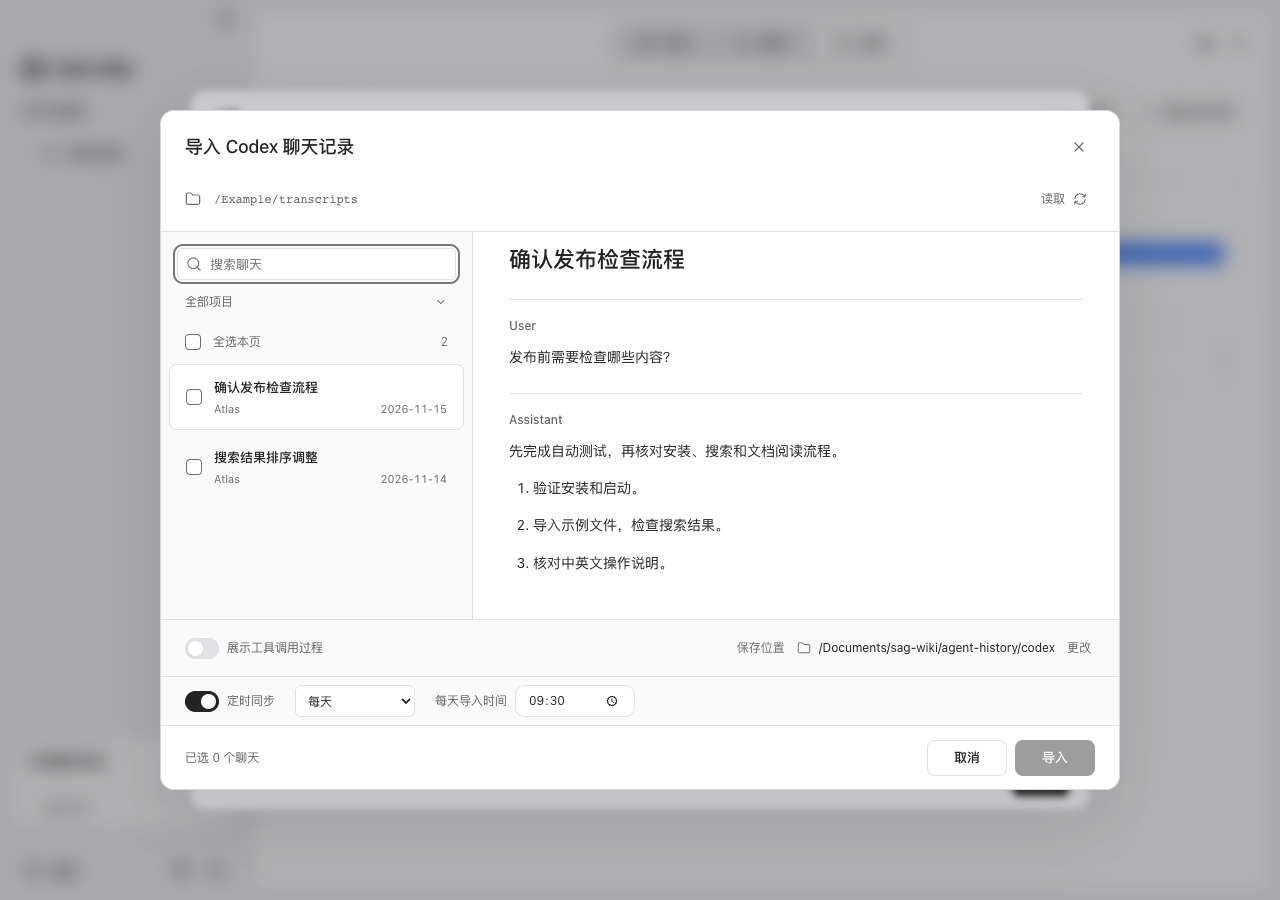 导入 Codex 聊天记录
/Example/transcripts
读取
搜索聊天
全部项目
全选本页 2
确认发布检查流程
Atlas 2026-11-15
搜索结果排序调整
Atlas 2026-11-14
确认发布检查流程
User
发布前需要检查哪些内容?
Assistant
先完成自动测试，再核对安装、搜索和文档阅读流程。
1. 验证安装和启动。
2. 导入示例文件，检查搜索结果。
3. 核对中英文操作说明。
展示工具调用过程
保存位置 /Documents/sag-wiki/agent-history/codex 更改
定时同步 每天 每天导入时间 09:30
已选 0 个聊天
取消 导入